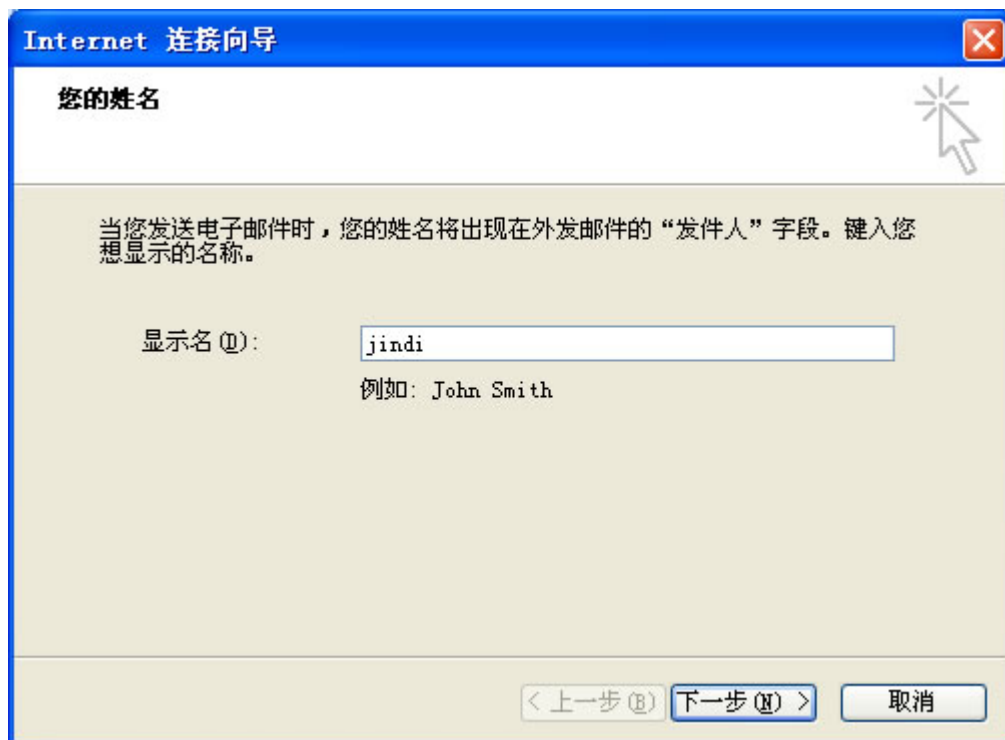 Internet 连接向导
您的姓名
当您发送电子邮件时，您的姓名将出现在外发邮件的“发件人”字段。键入您
想显示的名称。
显示名(D)： jindi
例如： John Smith
< 上一步(B) 下一步(N) > 取消